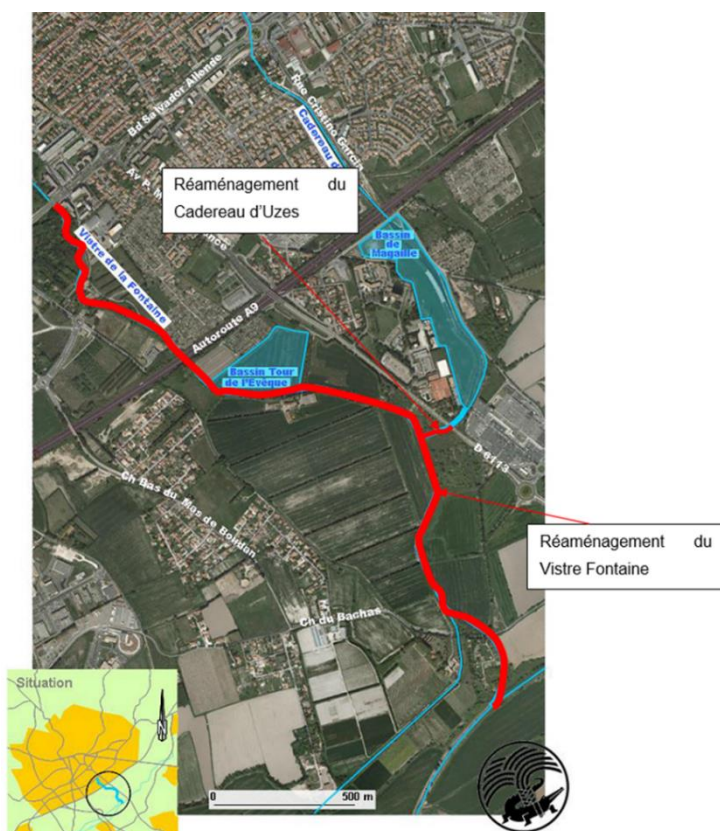 Bd Salvador Allende
Rue Cristino Garcia
Cadereau d'
Réaménagement du
Cadereau d'Uzes
Av P. M
ance
Vistre de la Fontaine
Bassin
de
Magaille
Autoroute A9
Bassin Tour
de l'Evêque
D 6113
Ch Bas du Mas de Boudan
Réaménagement du
Vistre Fontaine
Ch du Bachas
Situation
N
0 500 m